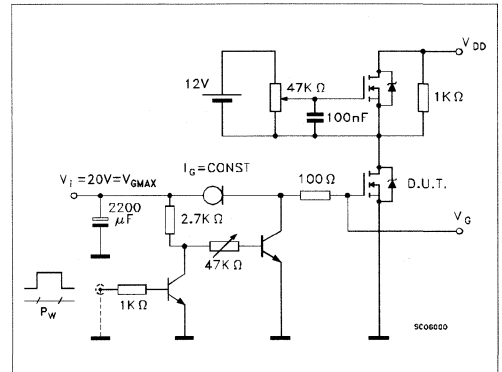 V DD
12V
47K Ω
1K Ω
100nF
I G = CONST
V i = 20V = V GMAX
100 Ω
D.U.T.
2200
μF
2.7K Ω
V G
47K Ω
1K Ω
P W
SC06000